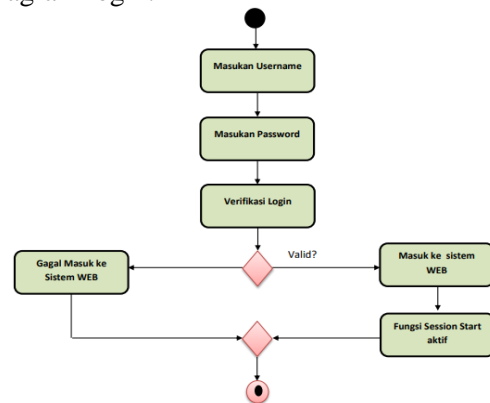 Masukan Username
Masukan Password
Verifikasi Login
Valid?
Gagal Masuk ke
Sistem WEB
Masuk ke sistem
WEB
Fungsi Session Start
aktif